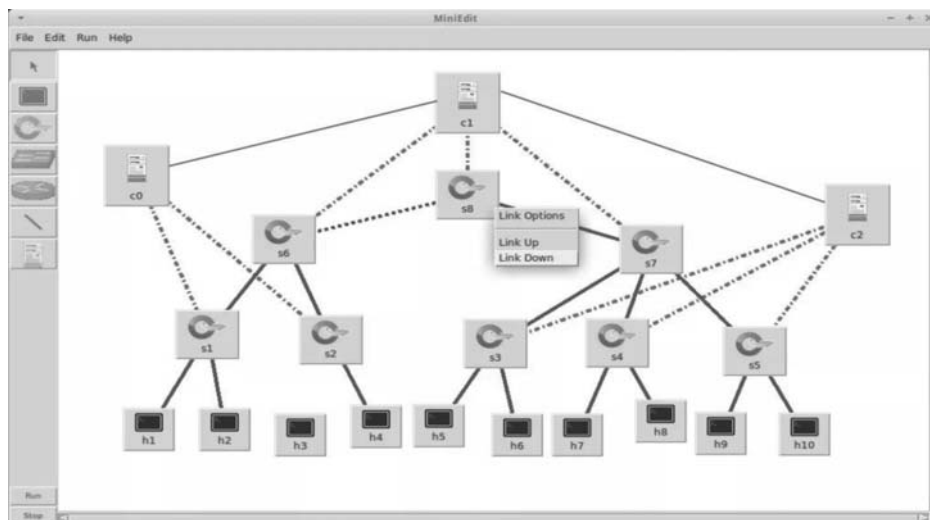 MiniEdit
File Edit Run Help
c1
c0
s8
Link Options
c2
s6
Link Up
s7
Link Down
s1
s2
s3
s4
s5
h1
h2
h3
h4
h5
h6
h7
h8
h9
h10
Run
Stop